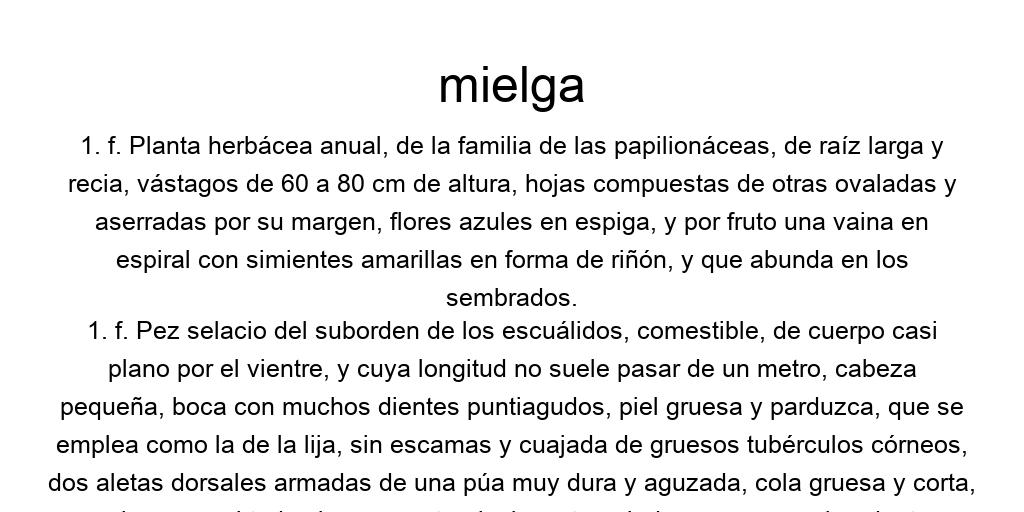 mielga
1. f. Planta herbácea anual, de la familia de las papilionáceas, de raíz larga y
recia, vástagos de 60 a 80 cm de altura, hojas compuestas de otras ovaladas y
aserradas por su margen, flores azules en espiga, y por fruto una vaina en
espiral con simientes amarillas en forma de riñón, y que abunda en los
sembrados.
1. f. Pez selacio del suborden de los escuálidos, comestible, de cuerpo casi
plano por el vientre, y cuya longitud no suele pasar de un metro, cabeza
pequeña, boca con muchos dientes puntiagudos, piel gruesa y parduzca, que se
emplea como la de la lija, sin escamas y cuajada de gruesos tubérculos córneos,
dos aletas dorsales armadas de una púa muy dura y aguzada, cola gruesa y corta,